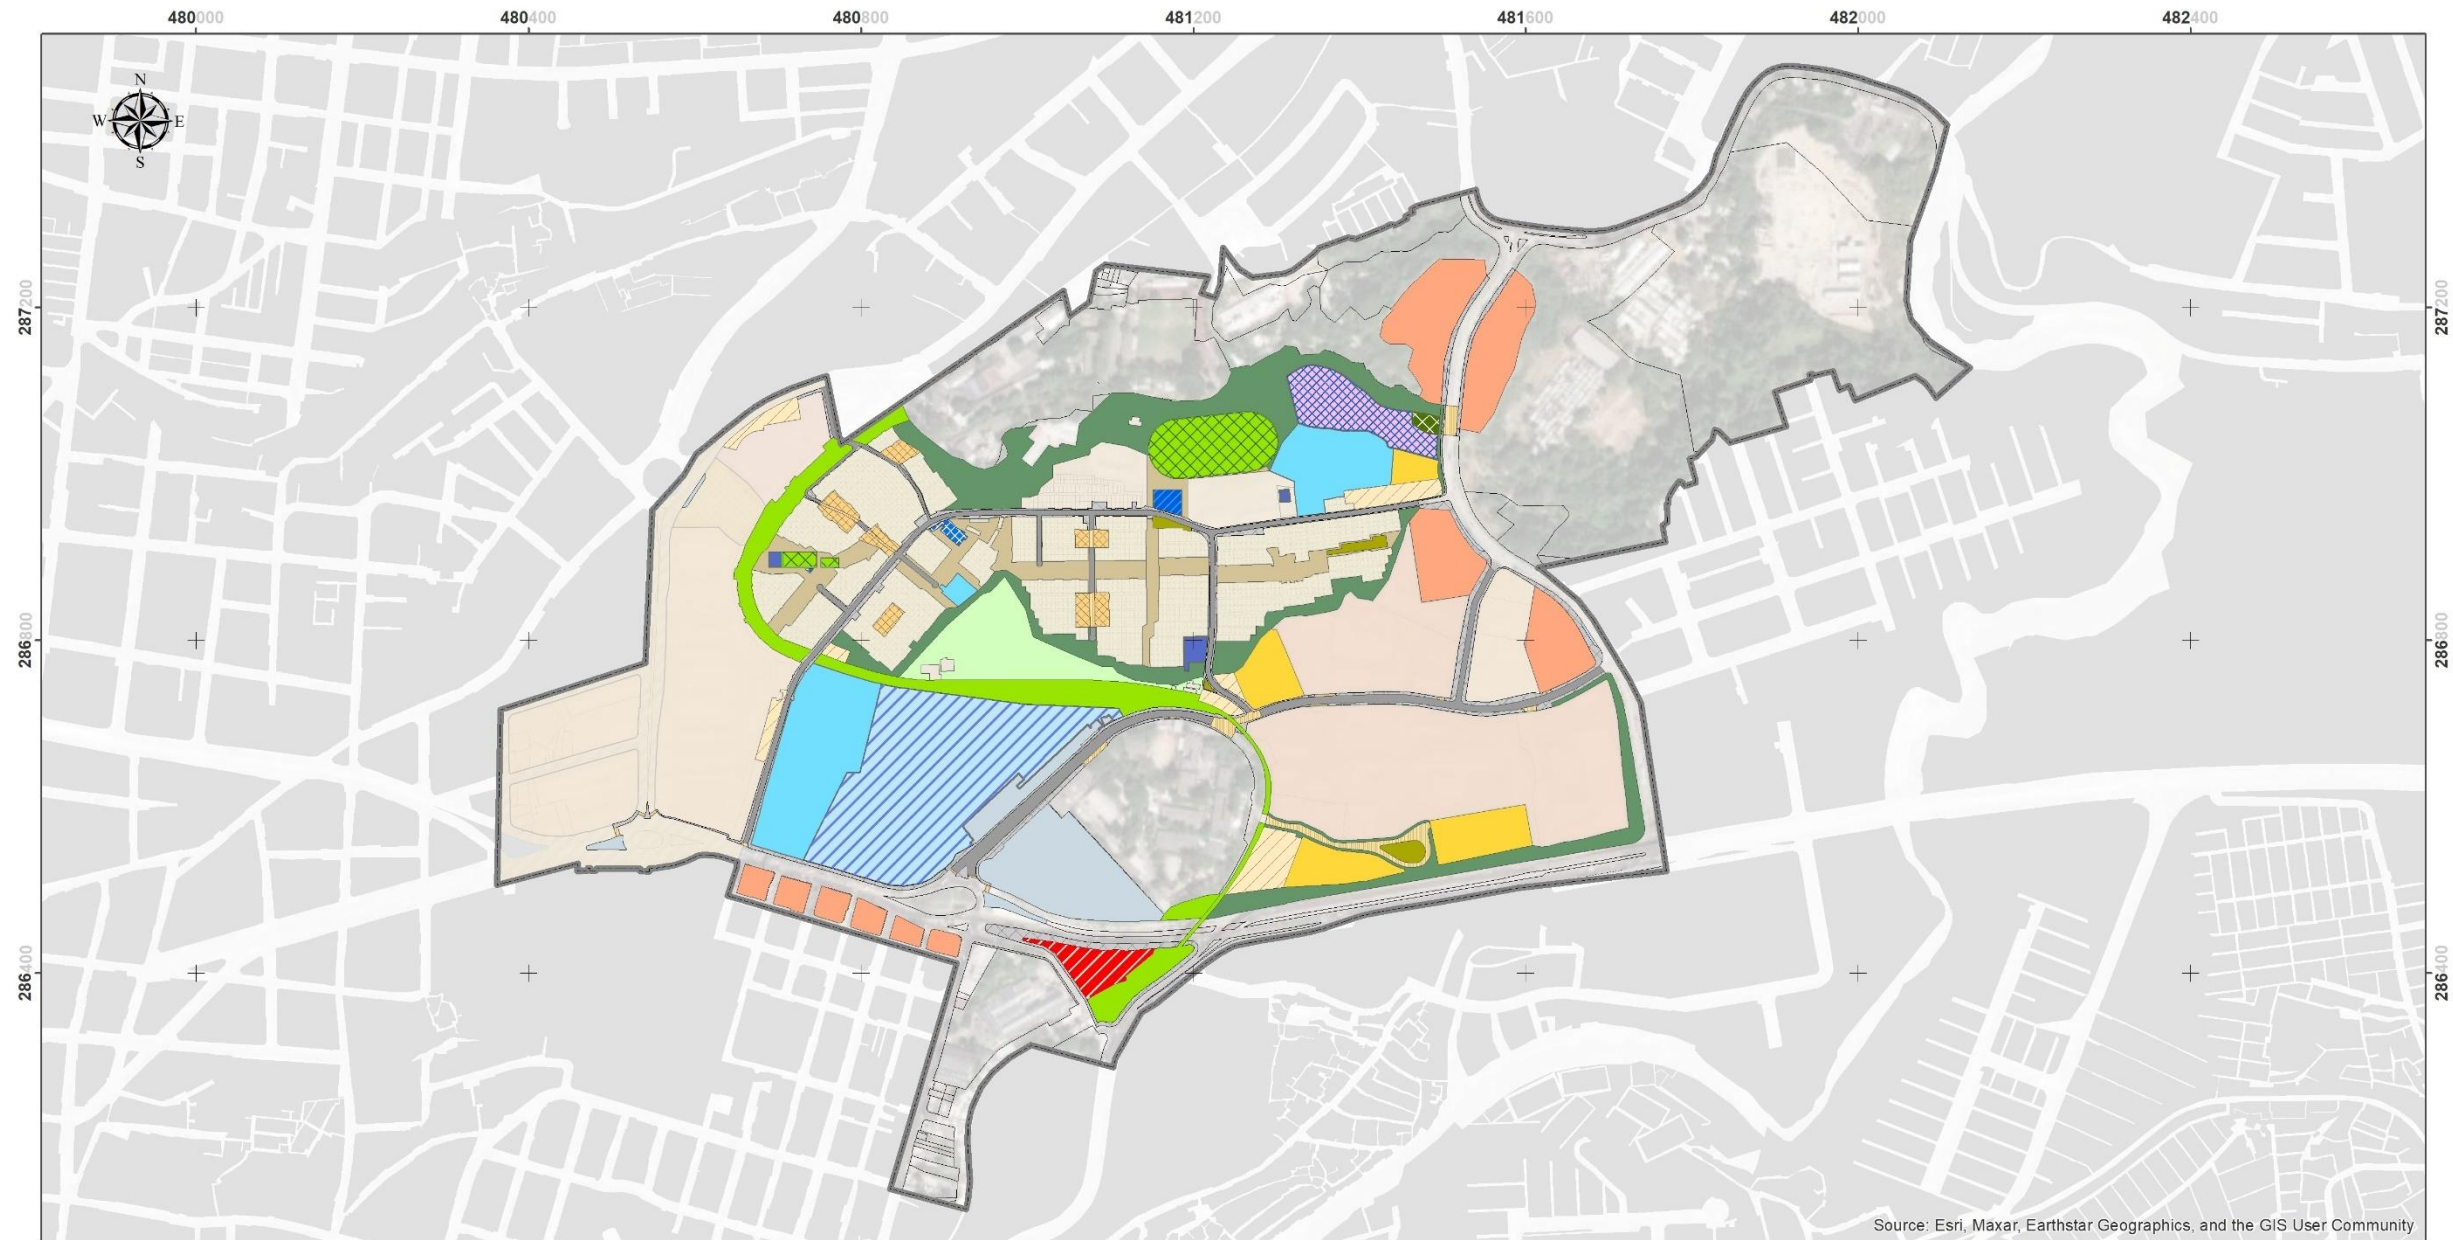 480000 480400 480800 481200 481600 482000 482400
N
W E
S
287200 287200
286800 286800
286400 286400
Source: Esri, Maxar, Earthstar Geographics, and the GIS User Community